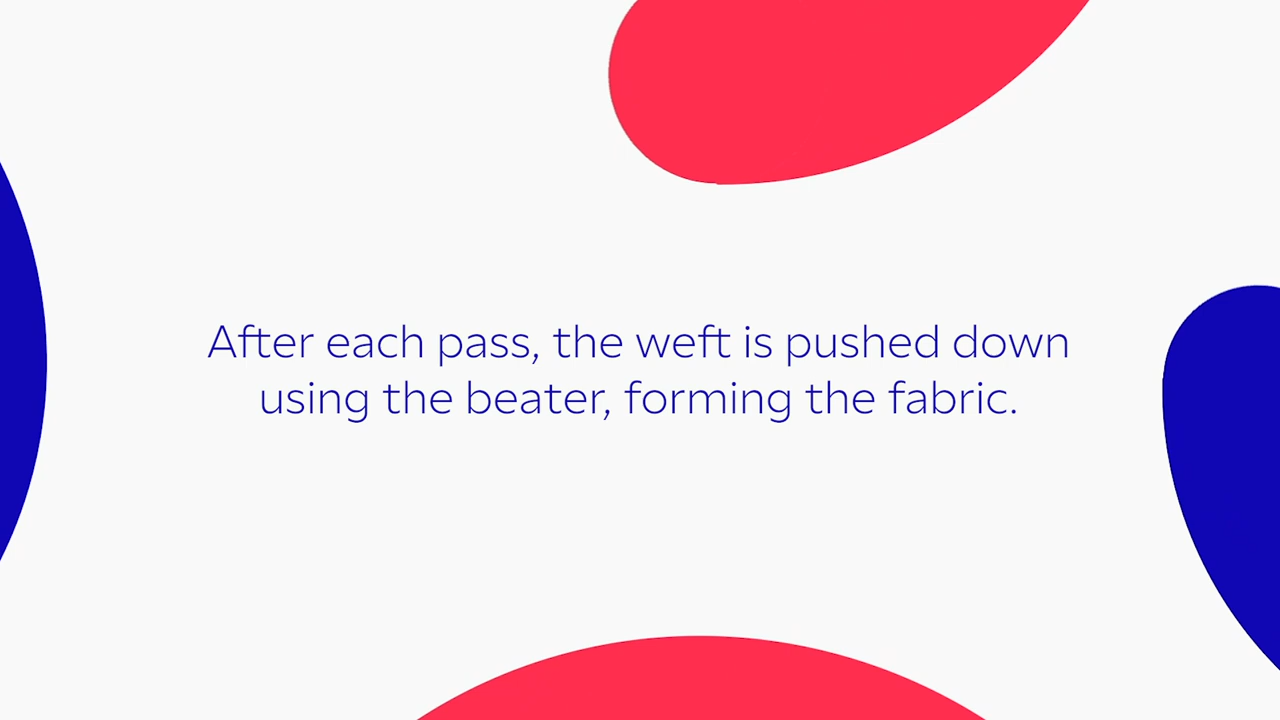 After each pass, the weft is pushed down
using the beater, forming the fabric.